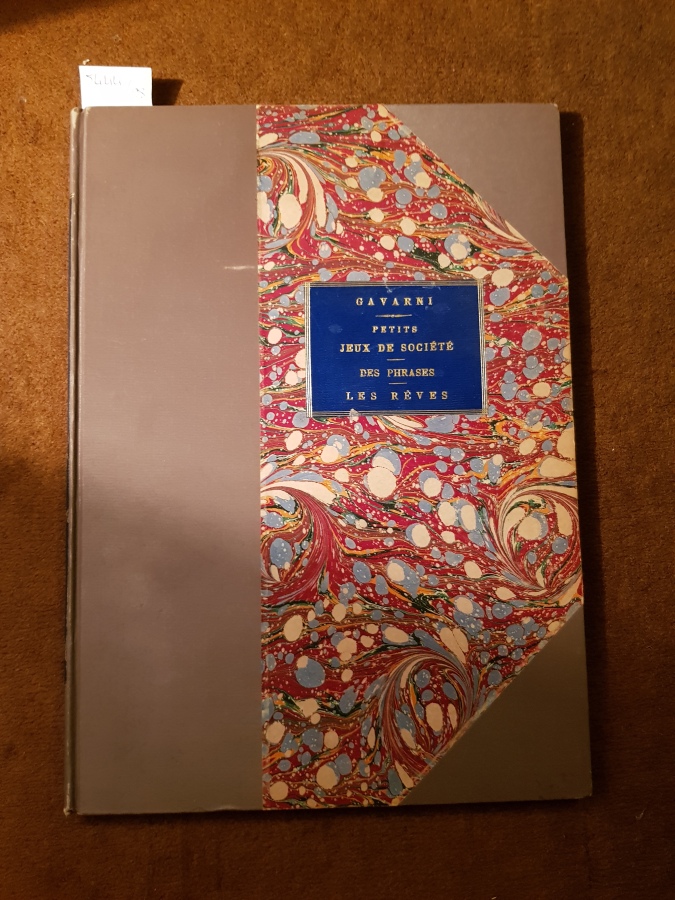 GAVARNI
PETITS
JEUX DE SOCIÉTÉ
DES PHRASES
LES RÊVES